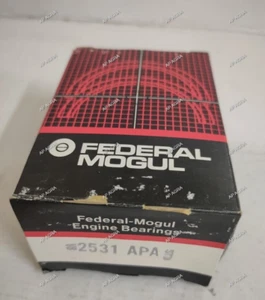 FEDERAL
MOGUL
Federal-Mogul
Engine Bearings
2531 APA